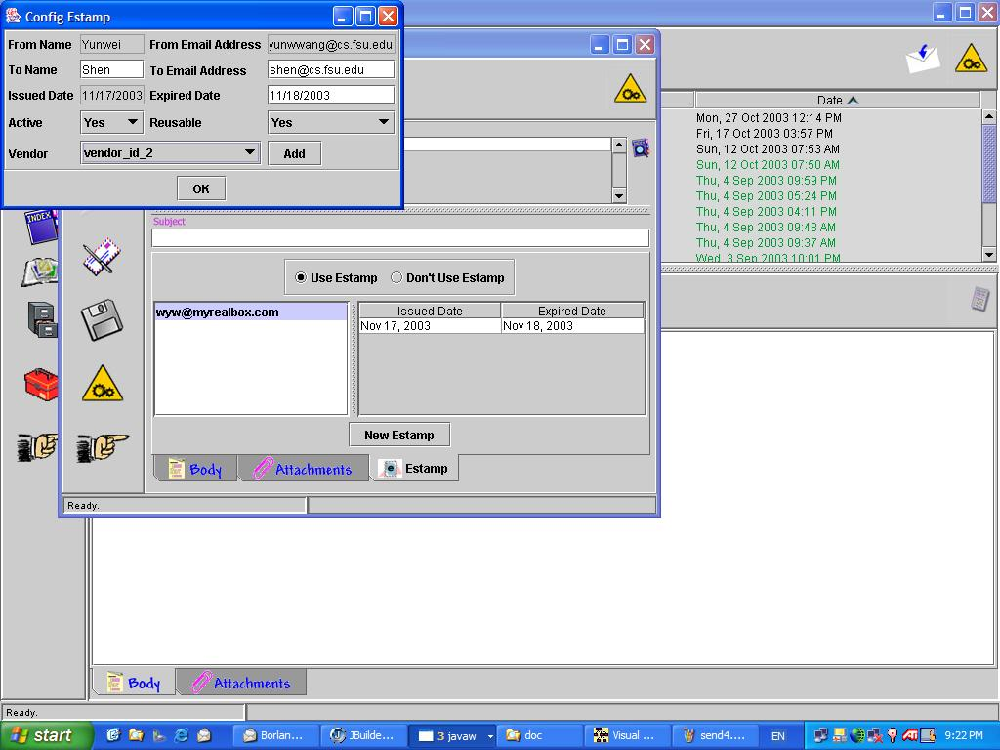 Config Estamp
From Name Yunwei From Email Address yunwwang@cs.fsu.edu
To Name Shen To Email Address shen@cs.fsu.edu
Issued Date 11/17/2003 Expired Date 11/18/2003
Active Yes Reusable Yes
Vendor vendor_id_2 Add
OK
Date
Mon, 27 Oct 2003 12:14 PM
Fri, 17 Oct 2003 03:57 PM
Sun, 12 Oct 2003 07:53 AM
Sun, 12 Oct 2003 07:50 AM
Thu, 4 Sep 2003 09:59 PM
Thu, 4 Sep 2003 05:24 PM
Thu, 4 Sep 2003 04:11 PM
Thu, 4 Sep 2003 09:48 AM
Thu, 4 Sep 2003 09:37 AM
Wed, 3 Sep 2003 10:01 PM
INDEX
Subject
Use Estamp Don't Use Estamp
wyw@myrealbox.com
Issued Date Expired Date
Nov 17, 2003 Nov 18, 2003
New Estamp
Body Attachments Estamp
Ready.
Body Attachments
Ready.
start Borlan... JBuilde... 3 javaw doc Visual ... send4.... EN 9:22 PM